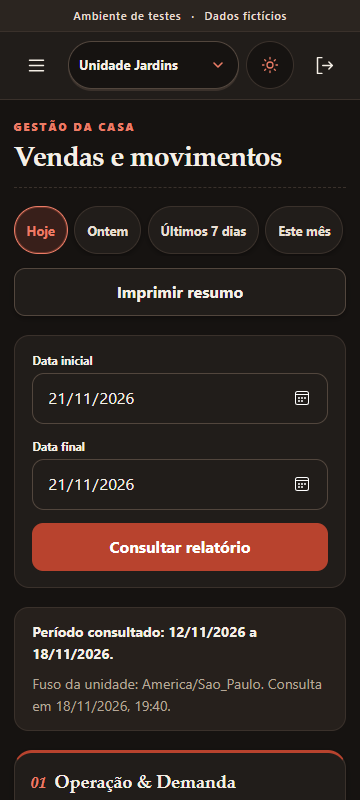 Ambiente de testes · Dados fictícios
Unidade Jardins
GESTÃO DA CASA
Vendas e movimentos
Hoje
Ontem
Últimos 7 dias
Este mês
Imprimir resumo
Data inicial
21/11/2026
Data final
21/11/2026
Consultar relatório
Período consultado: 12/11/2026 a
18/11/2026.
Fuso da unidade: America/Sao_Paulo. Consulta
em 18/11/2026, 19:40.
01 Operação & Demanda